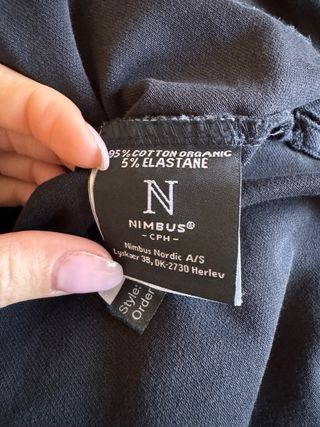 95% COTTON ORGANIC
5% ELASTANE
N
NIMBUS®
-CPH-
Nimbus Nordic A/S
Lyskær 3B, DK-2730 Herlev
Style:
Order